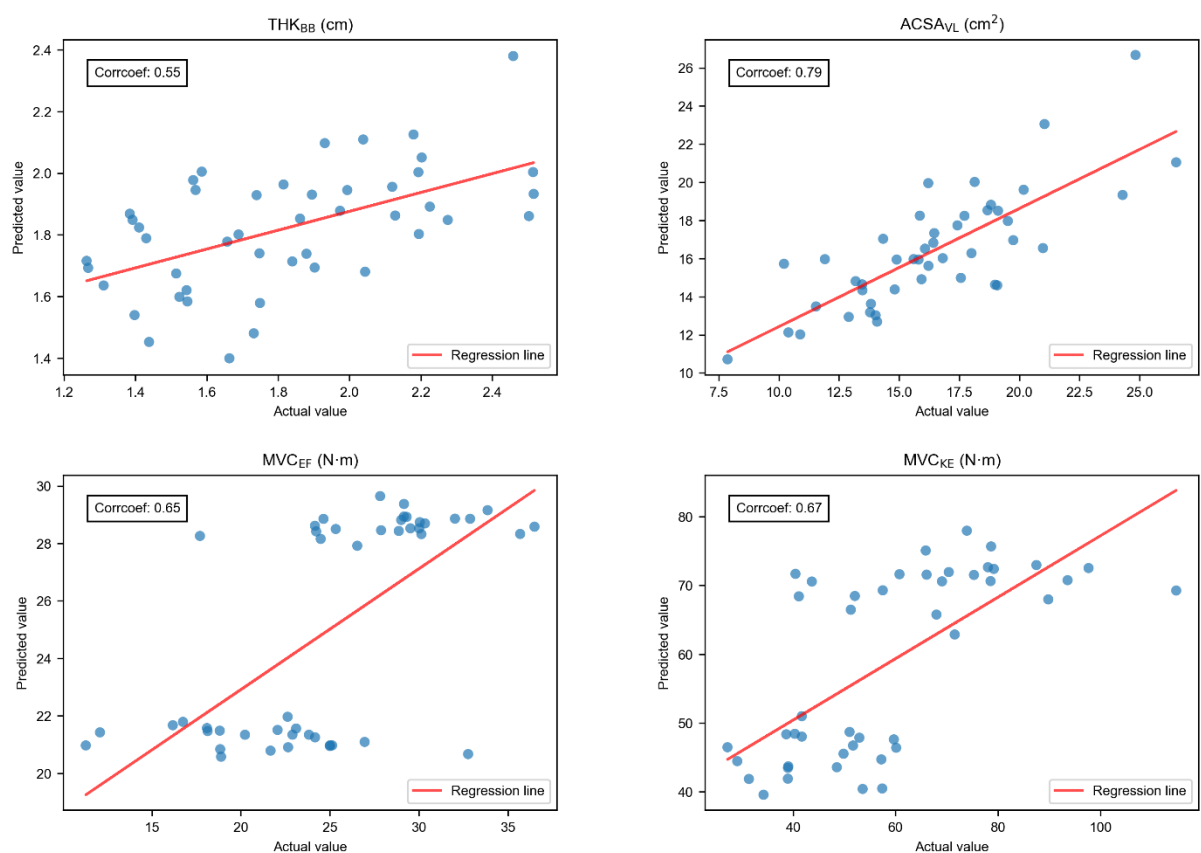 THK_BB (cm)
2.4
2.2
2.0
1.8
1.6
1.4
Predicted value
Corrcoef: 0.55
Regression line
1.2 1.4 1.6 1.8 2.0 2.2 2.4
Actual value
ACSA_VL (cm²)
26
24
22
20
18
16
14
12
10
Predicted value
Corrcoef: 0.79
Regression line
7.5 10.0 12.5 15.0 17.5 20.0 22.5 25.0
Actual value
MVC_EF (N·m)
30
28
26
24
22
20
Predicted value
Corrcoef: 0.65
Regression line
15 20 25 30 35
Actual value
MVC_KE (N·m)
80
70
60
50
40
Predicted value
Corrcoef: 0.67
Regression line
40 60 80 100
Actual value